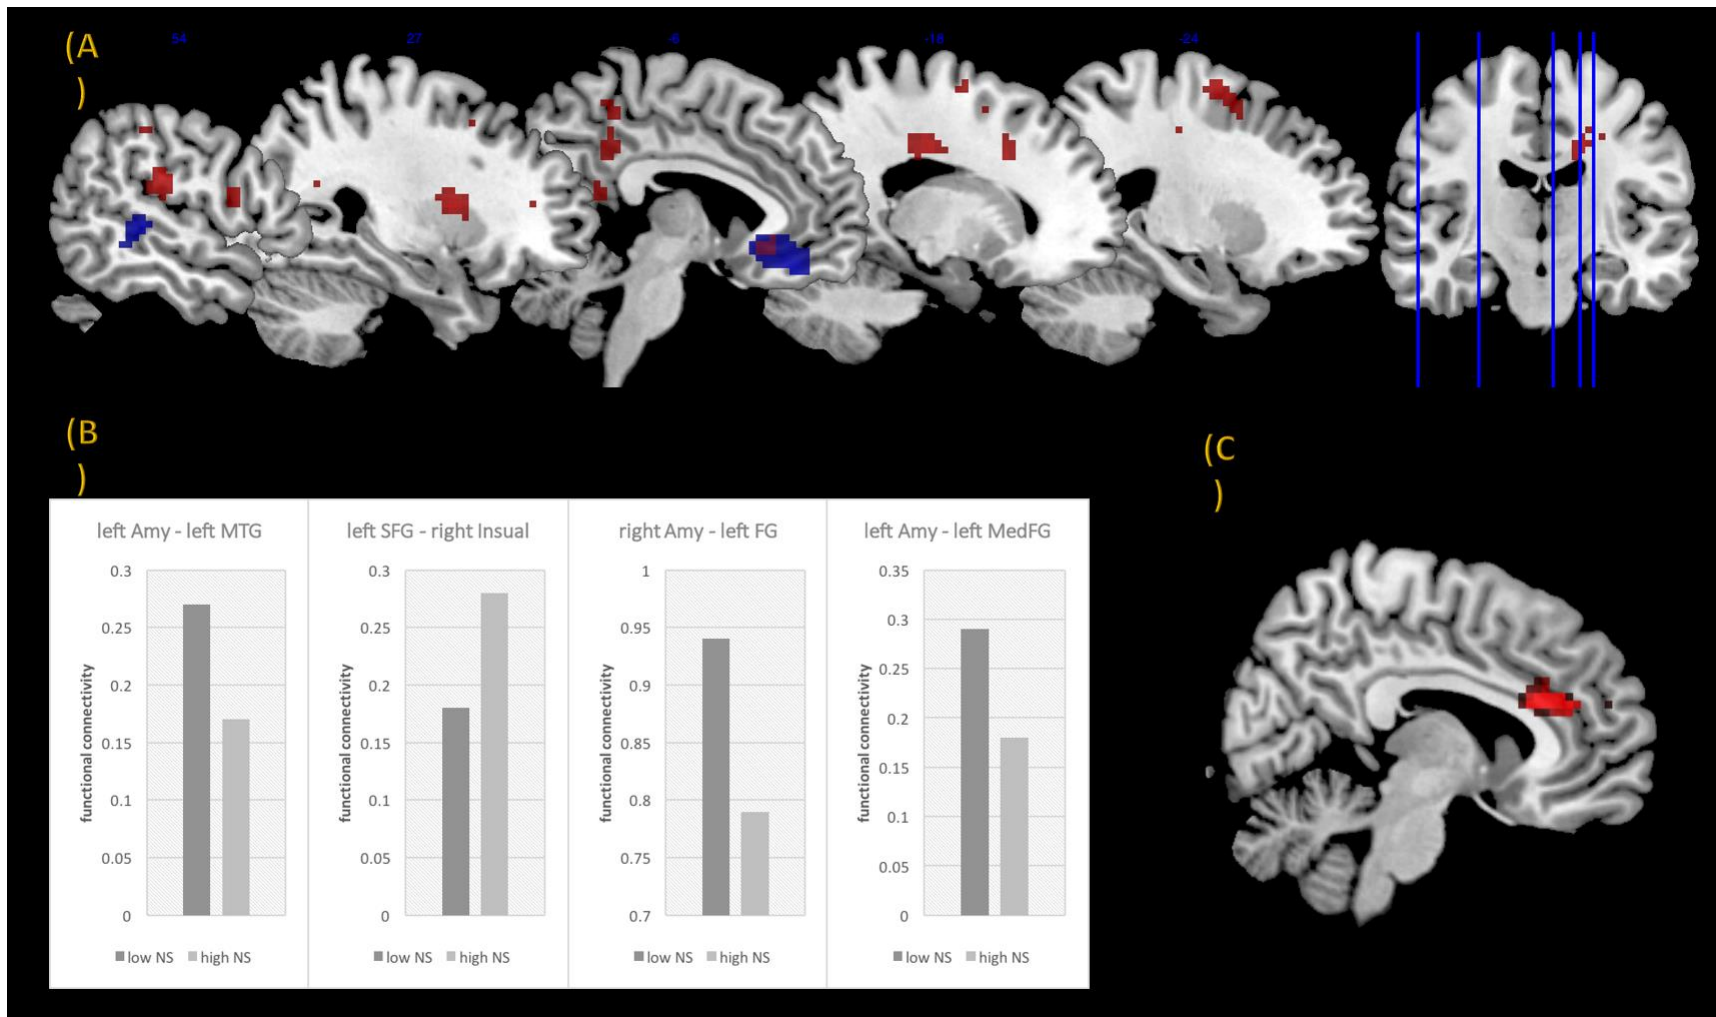 (A
)
54 27 -6 -16 -24
(B
)
(C
)
left Amy - left MTG
0.3
0.25
0.2
0.15
0.1
0.05
0
functional connectivity
low NS high NS
left SFG - right Insual
0.3
0.25
0.2
0.15
0.1
0.05
0
functional connectivity
low NS high NS
right Amy - left FG
1
0.95
0.9
0.85
0.8
0.75
0.7
functional connectivity
low NS high NS
left Amy - left MedFG
0.35
0.3
0.25
0.2
0.15
0.1
0.05
0
functional connectivity
low NS high NS